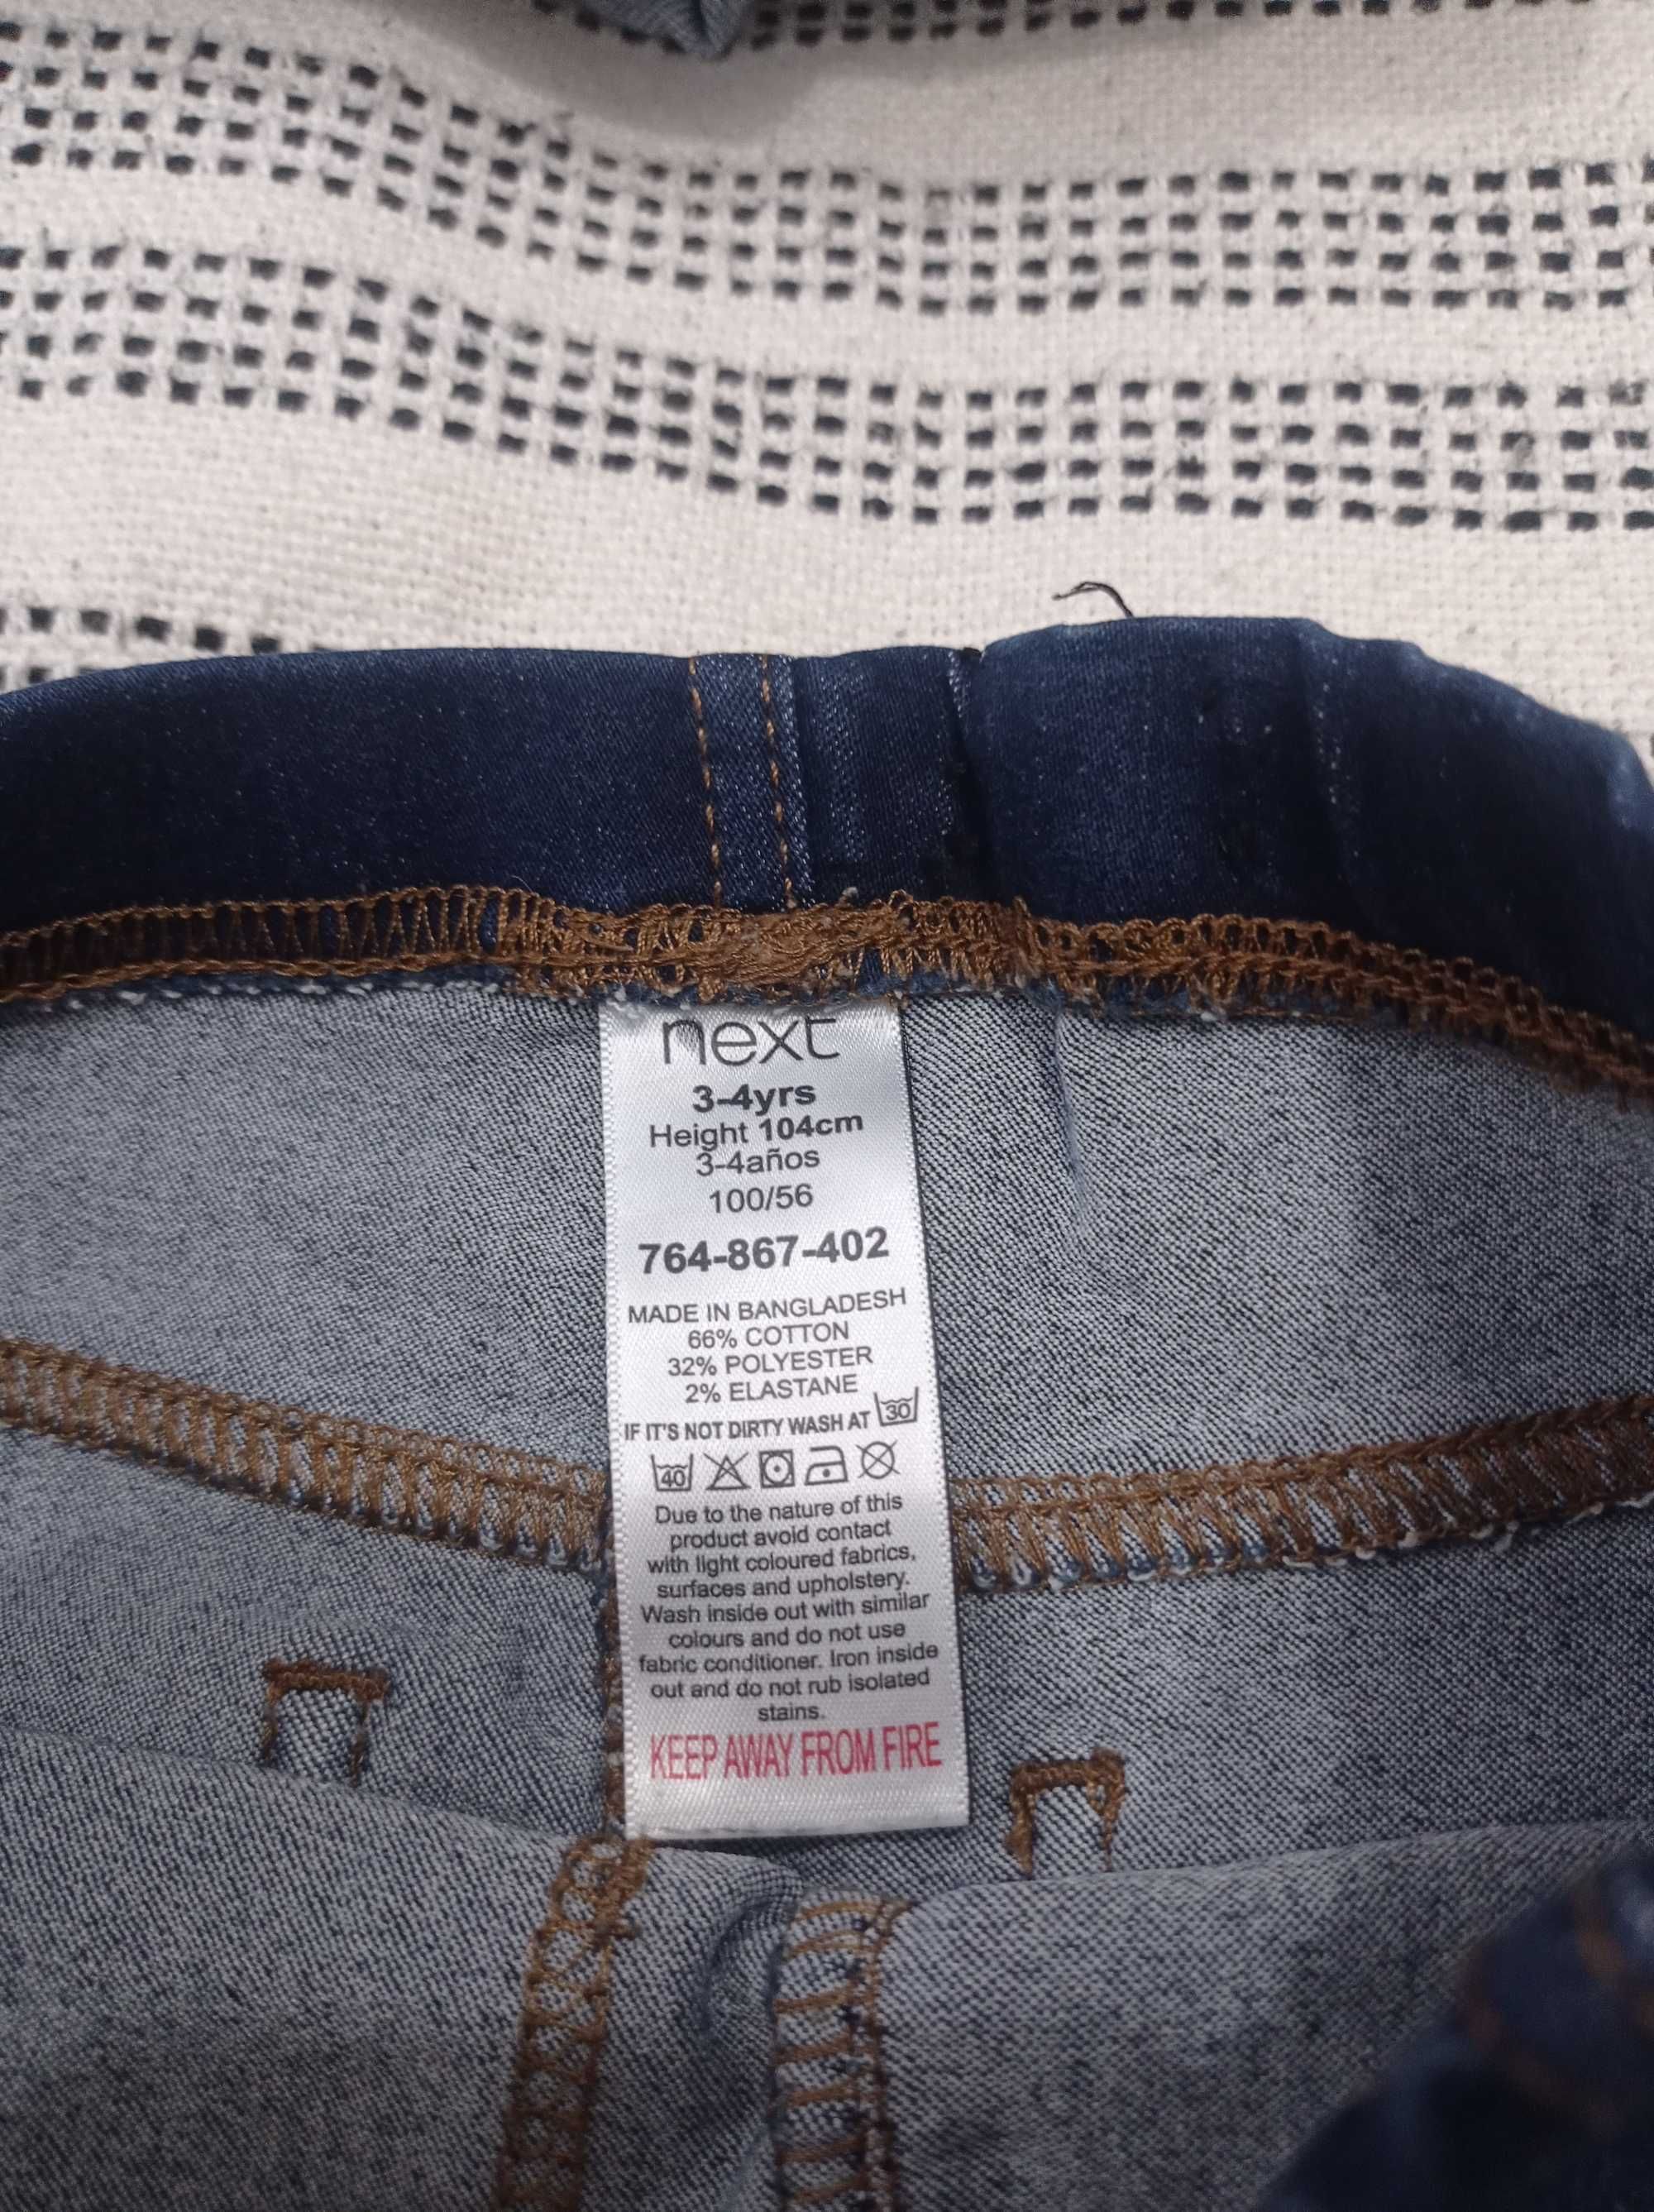 next
3-4yrs
Height 104cm
3-4años
100/56
764-867-402
MADE IN BANGLADESH
66% COTTON
32% POLYESTER
2% ELASTANE
IF IT'S NOT DIRTY WASH AT 30
40
Due to the nature of this
product avoid contact
with light coloured fabrics,
surfaces and upholstery.
Wash inside out with similar
colours and do not use
fabric conditioner. Iron inside
out and do not rub isolated
stains.
KEEP AWAY FROM FIRE